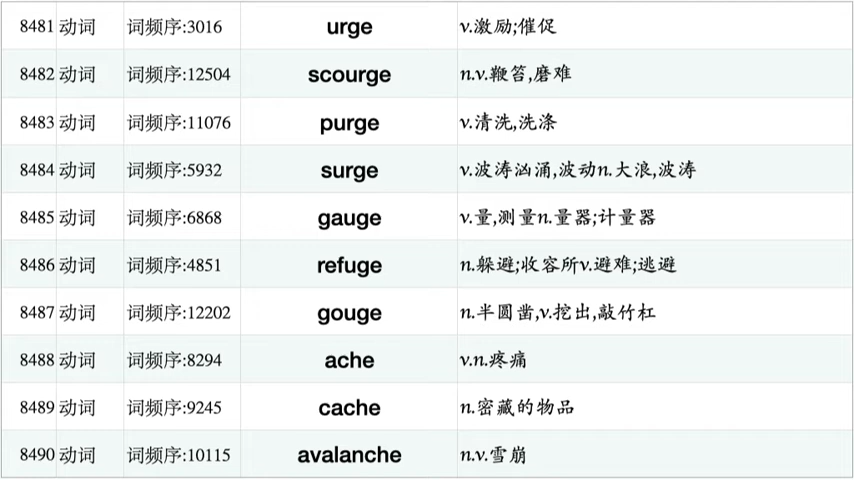 8481 动词 词频序:3016 urge v.激励;催促
8482 动词 词频序:12504 scourge n.v.鞭笞,磨难
8483 动词 词频序:11076 purge v.清洗,洗涤
8484 动词 词频序:5932 surge v.波涛汹涌,波动n.大浪,波涛
8485 动词 词频序:6868 gauge v.量,测量n.量器;计量器
8486 动词 词频序:4851 refuge n.躲避;收容所v.避难;逃避
8487 动词 词频序:12202 gouge n.半圆凿,v.挖出,敲竹杠
8488 动词 词频序:8294 ache v.n.疼痛
8489 动词 词频序:9245 cache n.密藏的物品
8490 动词 词频序:10115 avalanche n.v.雪崩